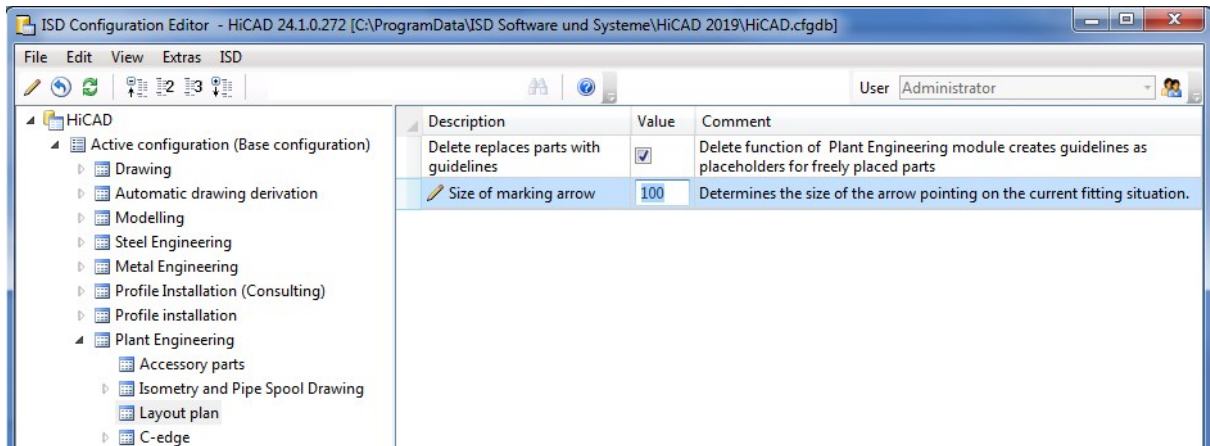 ISD Configuration Editor - HiCAD 24.1.0.272 [C:\ProgramData\ISD Software und Systeme\HiCAD 2019\HiCAD.cfgdb]
File Edit View Extras ISD
User Administrator
HiCAD
Active configuration (Base configuration)
Drawing
Automatic drawing derivation
Modelling
Steel Engineering
Metal Engineering
Profile Installation (Consulting)
Profile installation
Plant Engineering
Accessory parts
Isometry and Pipe Spool Drawing
Layout plan
C-edge
Description Value Comment
Delete replaces parts with guidelines
Delete function of Plant Engineering module creates guidelines as placeholders for freely placed parts
Size of marking arrow 100 Determines the size of the arrow pointing on the current fitting situation.